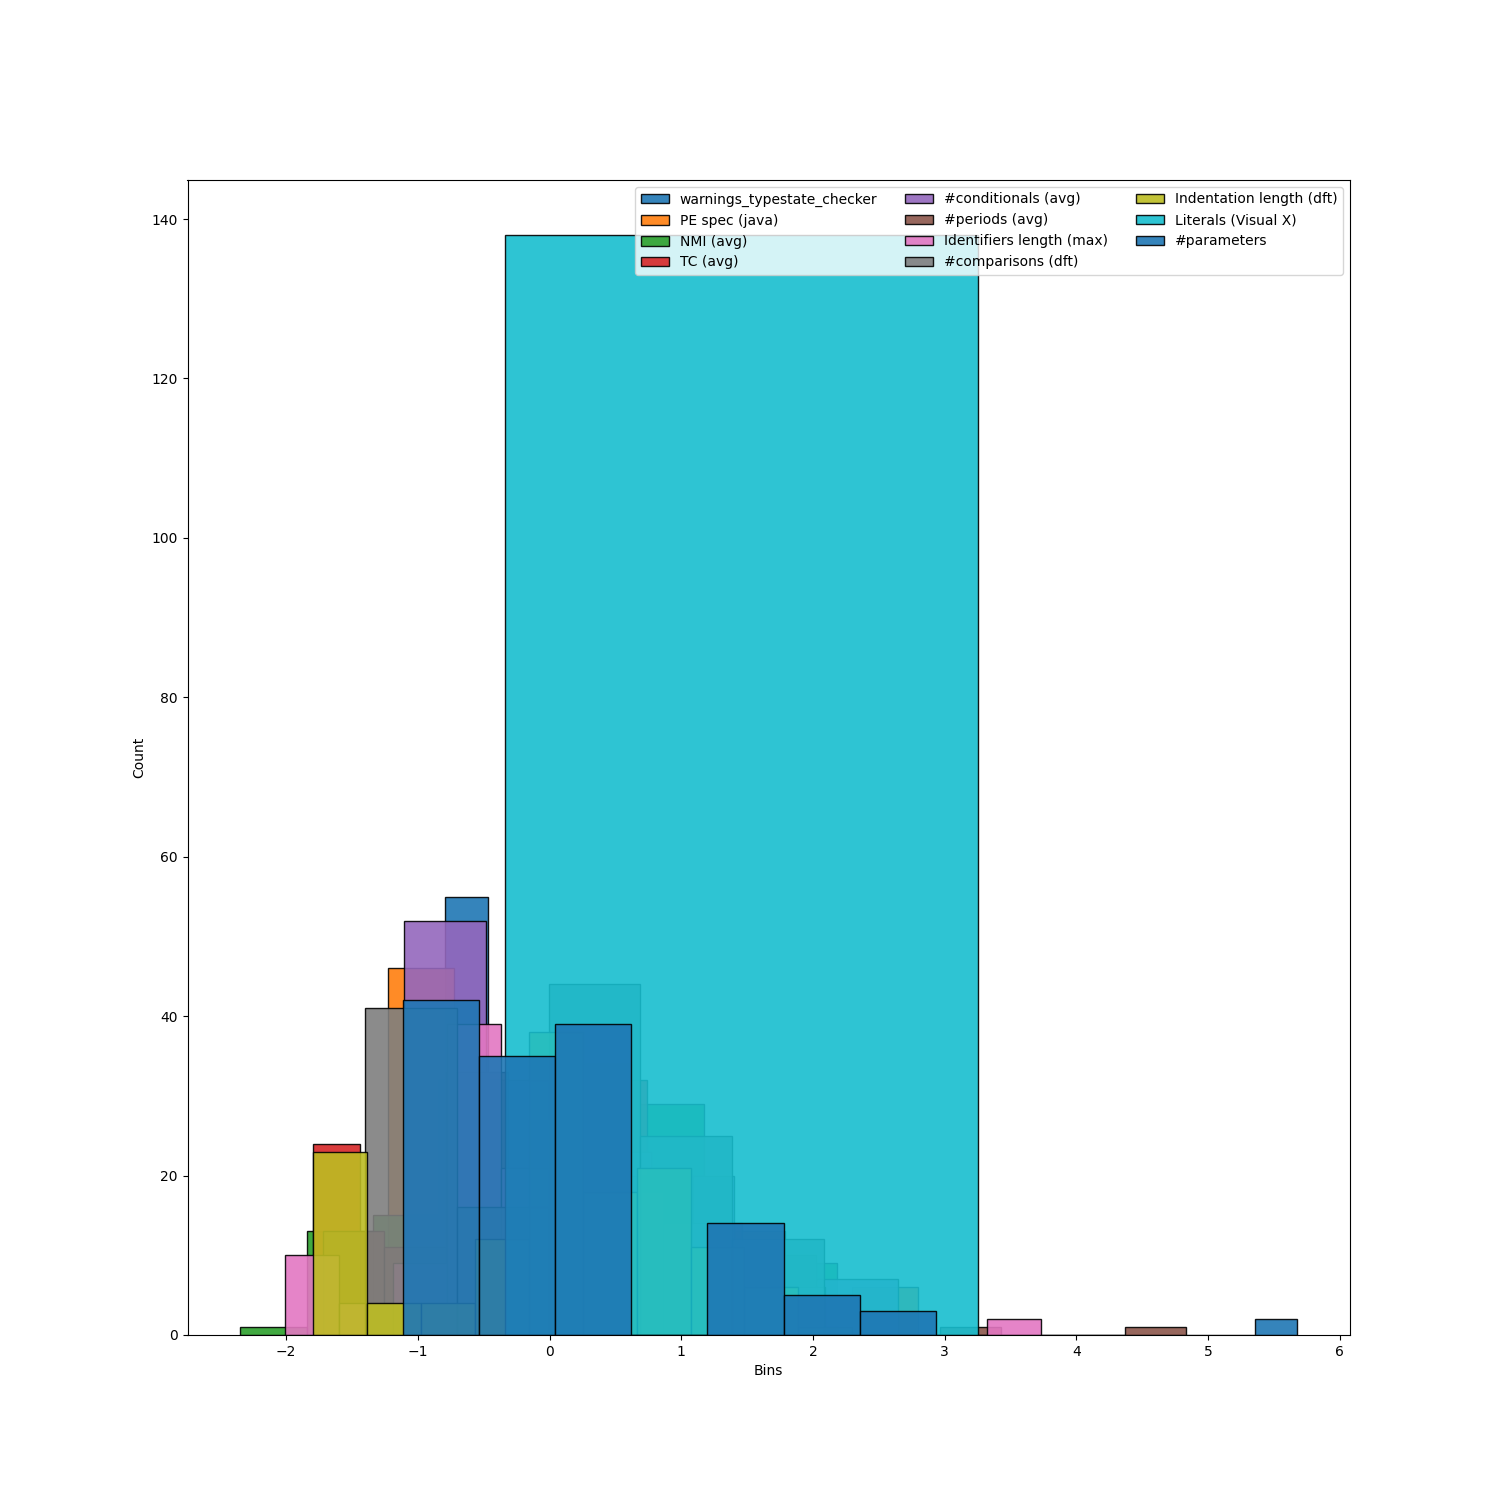 warnings_typestate_checker
PE spec (java)
NMI (avg)
TC (avg)
#conditionals (avg)
#periods (avg)
Identifiers length (max)
#comparisons (dft)
Indentation length (dft)
Literals (Visual X)
#parameters
140
120
100
80
60
40
20
0
Count
−2 −1 0 1 2 3 4 5 6
Bins